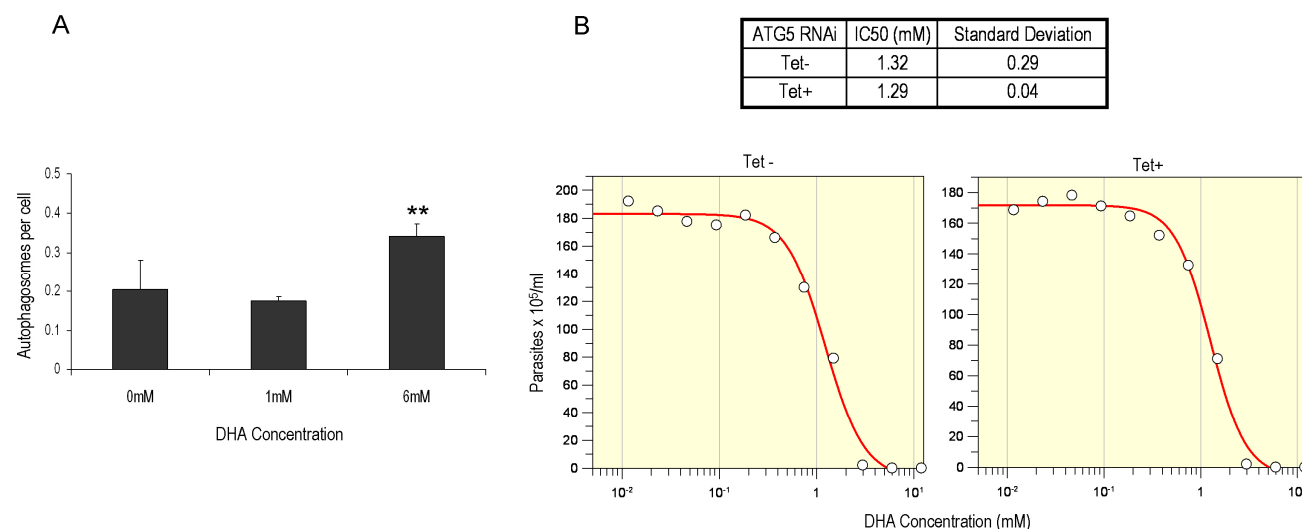 A
B
ATG5 RNAi IC50 (mM) Standard Deviation
Tet- 1.32 0.29
Tet+ 1.29 0.04
Autophagosomes per cell
0.5
0.4
0.3
0.2
0.1
0
**
0mM 1mM 6mM
DHA Concentration
Tet -
Parasites x 10⁵/ml
200
180
160
140
120
100
80
60
40
20
0
10⁻² 10⁻¹ 1 10¹
Tet+
180
160
140
120
100
80
60
40
20
0
10⁻² 10⁻¹ 1 10
DHA Concentration (mM)